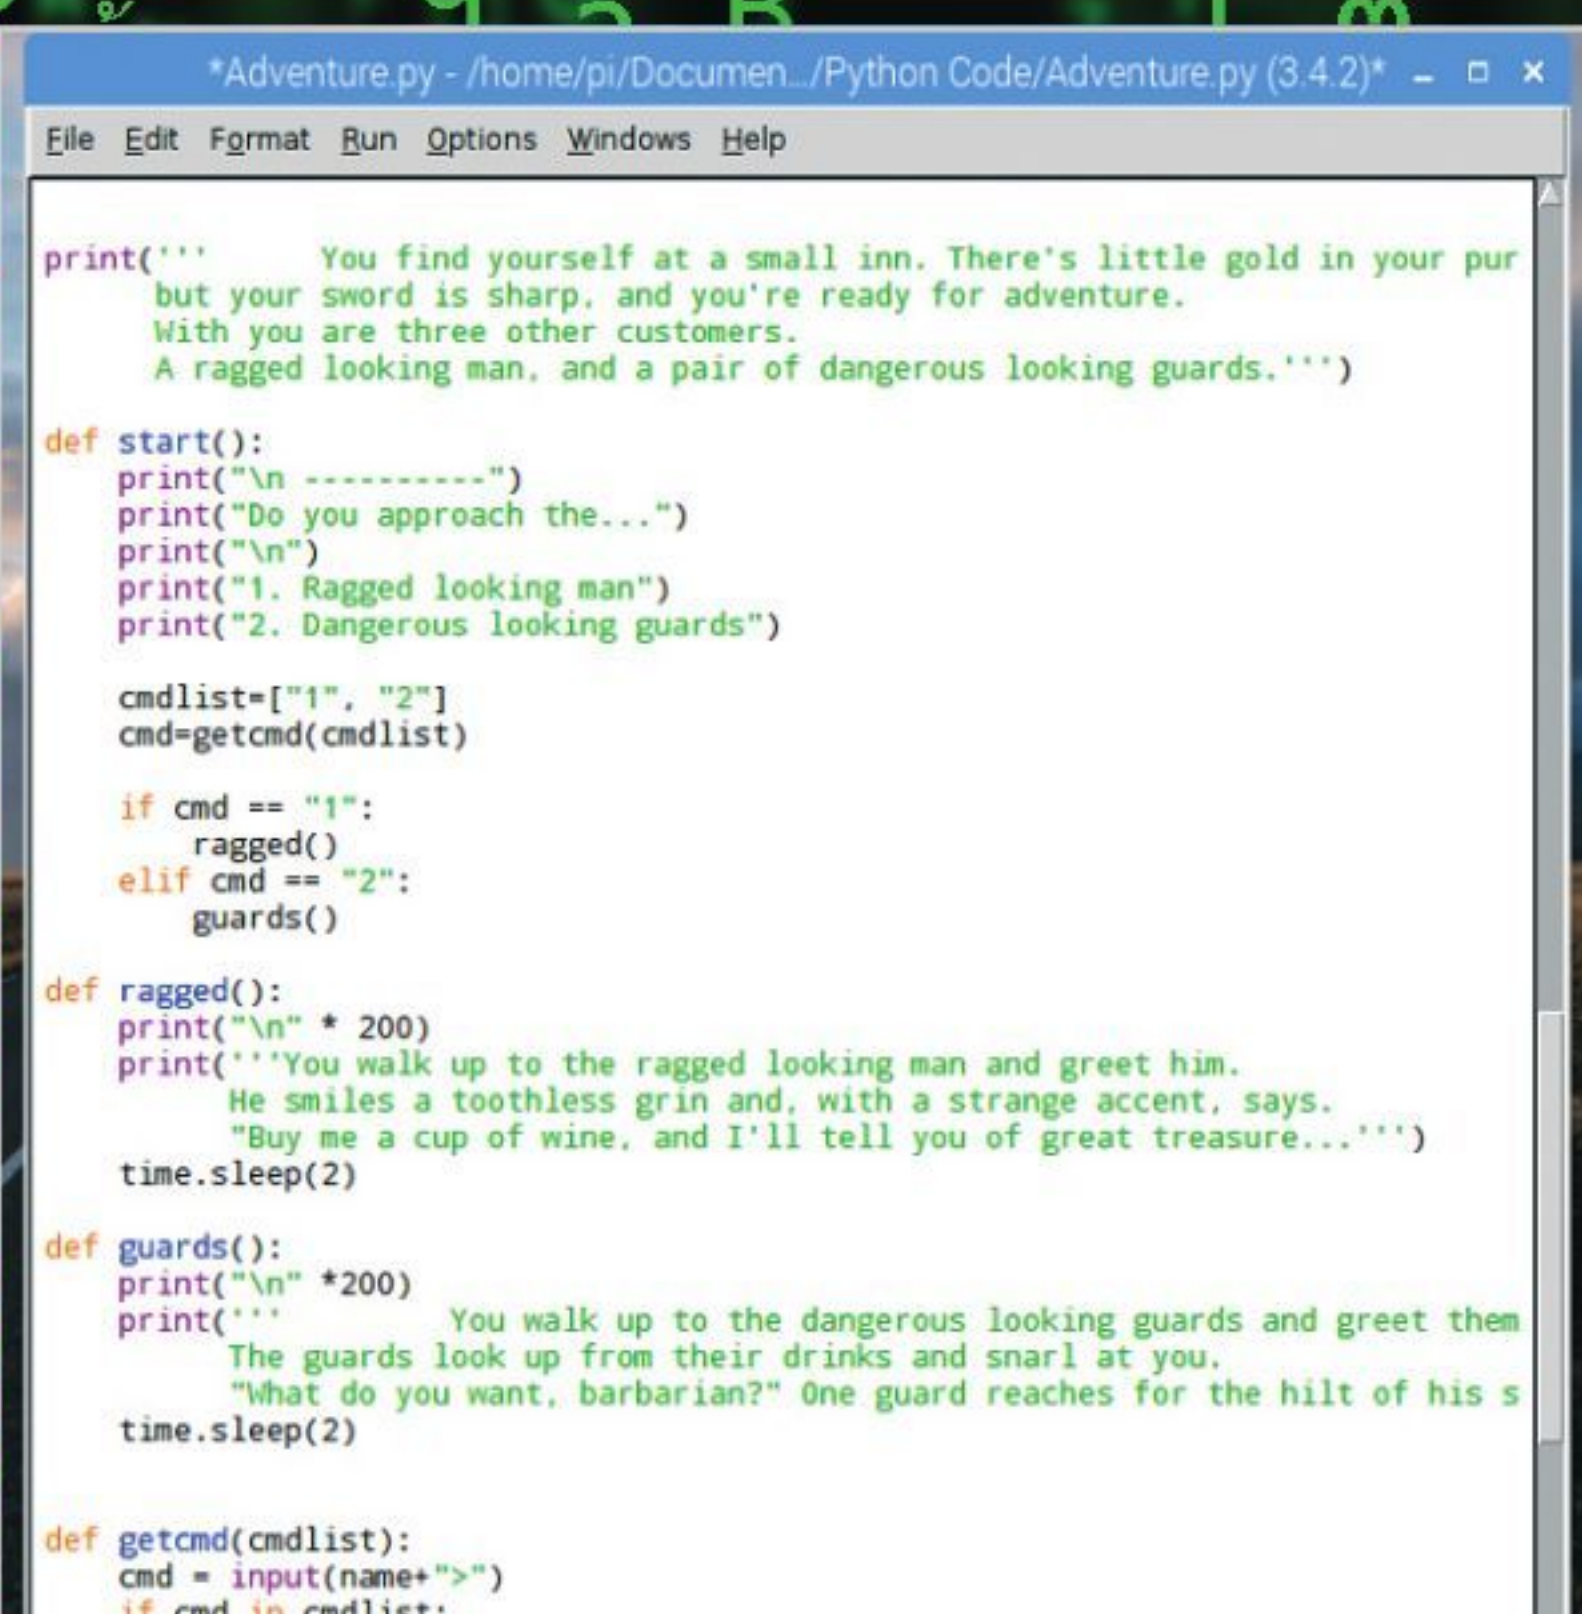 *Adventure.py - /home/pi/Documen.../Python Code/Adventure.py (3.4.2)*
File Edit Format Run Options Windows Help
print('''      You find yourself at a small inn. There's little gold in your pur
      but your sword is sharp, and you're ready for adventure.
      With you are three other customers.
      A ragged looking man, and a pair of dangerous looking guards.''')
def start():
    print("\n ----------")
    print("Do you approach the...")
    print("\n")
    print("1. Ragged looking man")
    print("2. Dangerous looking guards")
    cmdlist=["1", "2"]
    cmd=getcmd(cmdlist)
    if cmd == "1":
        ragged()
    elif cmd == "2":
        guards()
def ragged():
    print("\n" * 200)
    print('''You walk up to the ragged looking man and greet him.
          He smiles a toothless grin and, with a strange accent, says.
          "Buy me a cup of wine, and I'll tell you of great treasure...''')
    time.sleep(2)
def guards():
    print("\n" *200)
    print('''         You walk up to the dangerous looking guards and greet them
          The guards look up from their drinks and snarl at you.
          "What do you want, barbarian?" One guard reaches for the hilt of his s
    time.sleep(2)
def getcmd(cmdlist):
    cmd = input(name+">")
    if cmd in cmdlist: